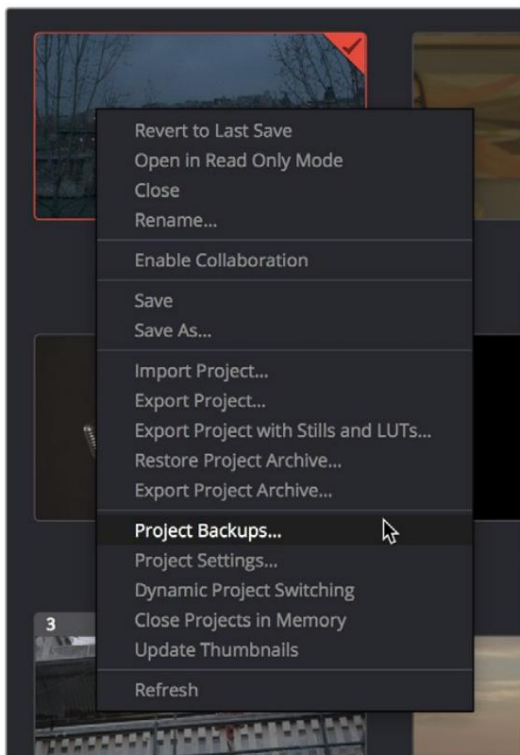 Revert to Last Save
Open in Read Only Mode
Close
Rename...
Enable Collaboration
Save
Save As...
Import Project...
Export Project...
Export Project with Stills and LUTs...
Restore Project Archive...
Export Project Archive...
Project Backups...
Project Settings...
Dynamic Project Switching
Close Projects in Memory
Update Thumbnails
3
Refresh